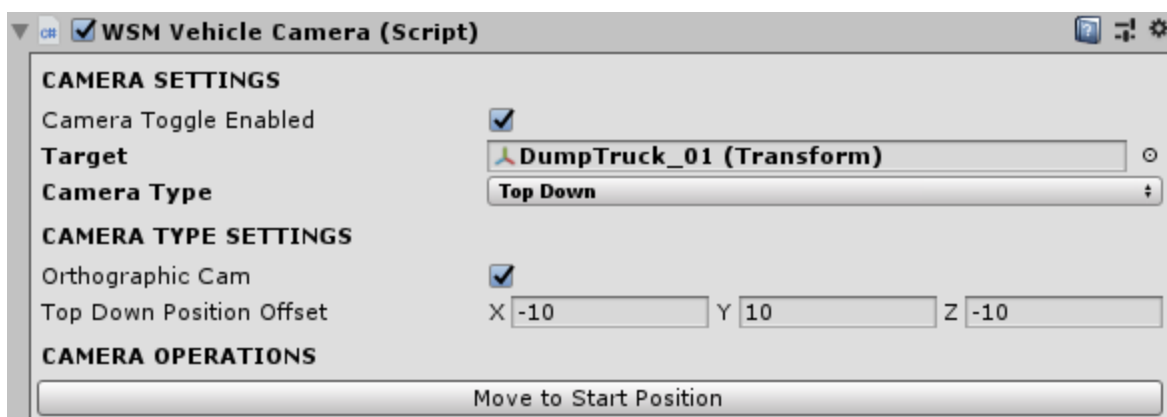 WSM Vehicle Camera (Script)
CAMERA SETTINGS
Camera Toggle Enabled
Target DumpTruck_01 (Transform)
Camera Type Top Down
CAMERA TYPE SETTINGS
Orthographic Cam
Top Down Position Offset X -10 Y 10 Z -10
CAMERA OPERATIONS
Move to Start Position